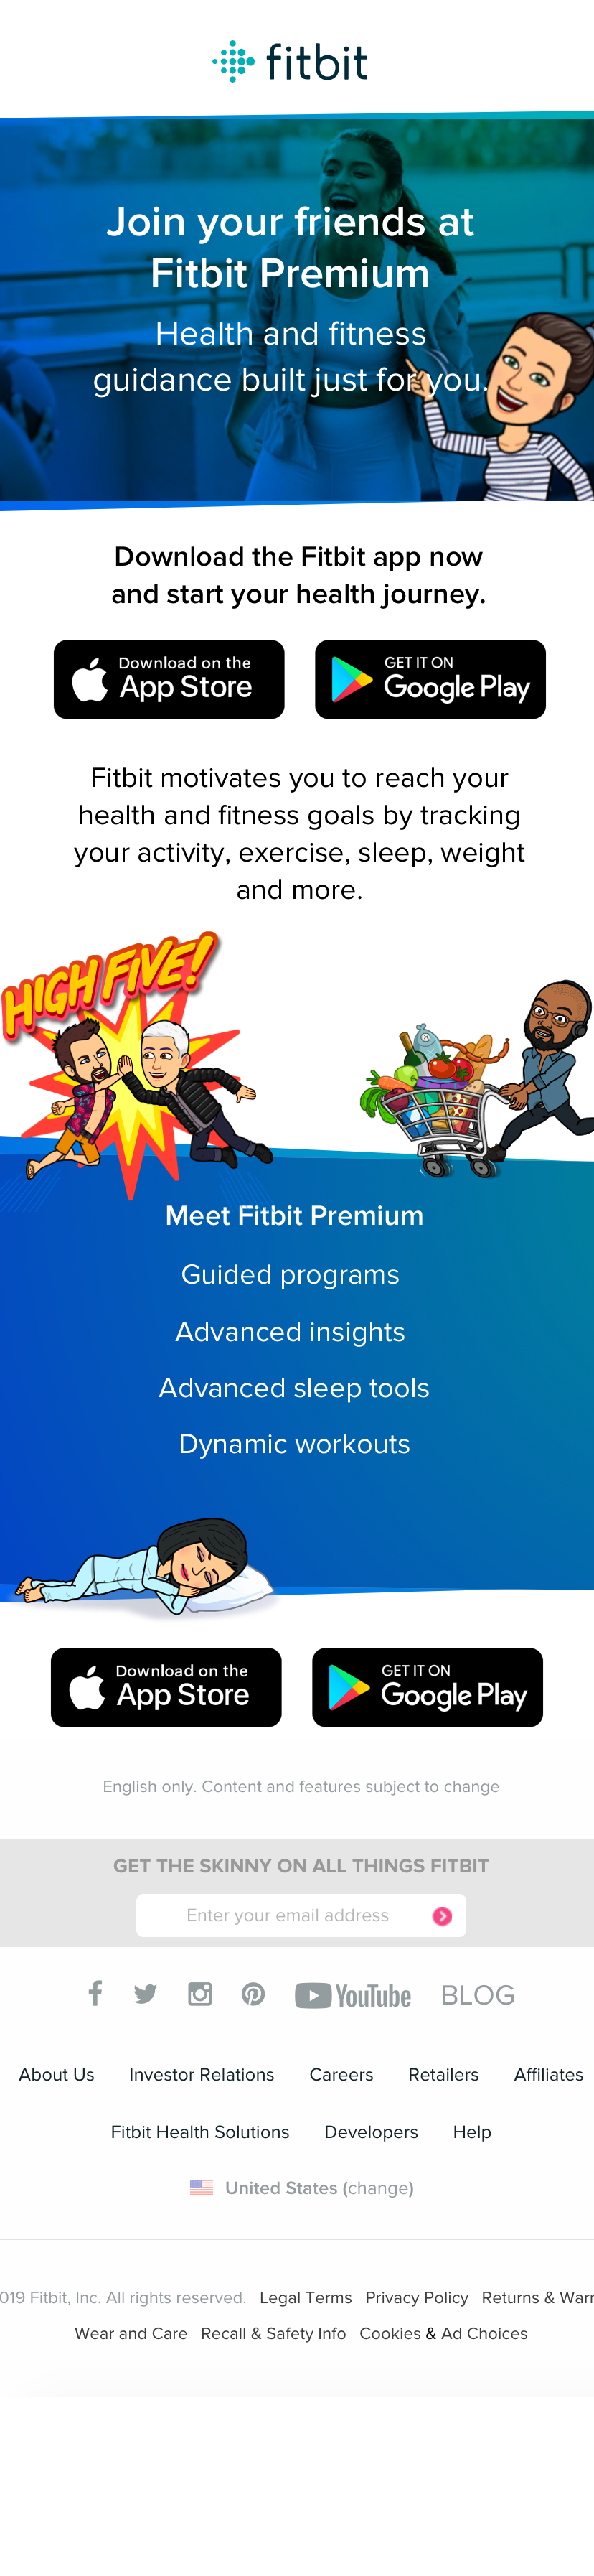 fitbit
Join your friends at
Fitbit Premium
Health and fitness
guidance built just for you.
Download the Fitbit app now
and start your health journey.
Download on the
App Store
GET IT ON
Google Play
Fitbit motivates you to reach your
health and fitness goals by tracking
your activity, exercise, sleep, weight
and more.
HIGH FIVE!
Meet Fitbit Premium
Guided programs
Advanced insights
Advanced sleep tools
Dynamic workouts
Download on the
App Store
GET IT ON
Google Play
English only. Content and features subject to change
GET THE SKINNY ON ALL THINGS FITBIT
Enter your email address
YouTube BLOG
About Us Investor Relations Careers Retailers Affiliates
Fitbit Health Solutions Developers Help
United States (change)
019 Fitbit, Inc. All rights reserved. Legal Terms Privacy Policy Returns & Warr
Wear and Care Recall & Safety Info Cookies & Ad Choices